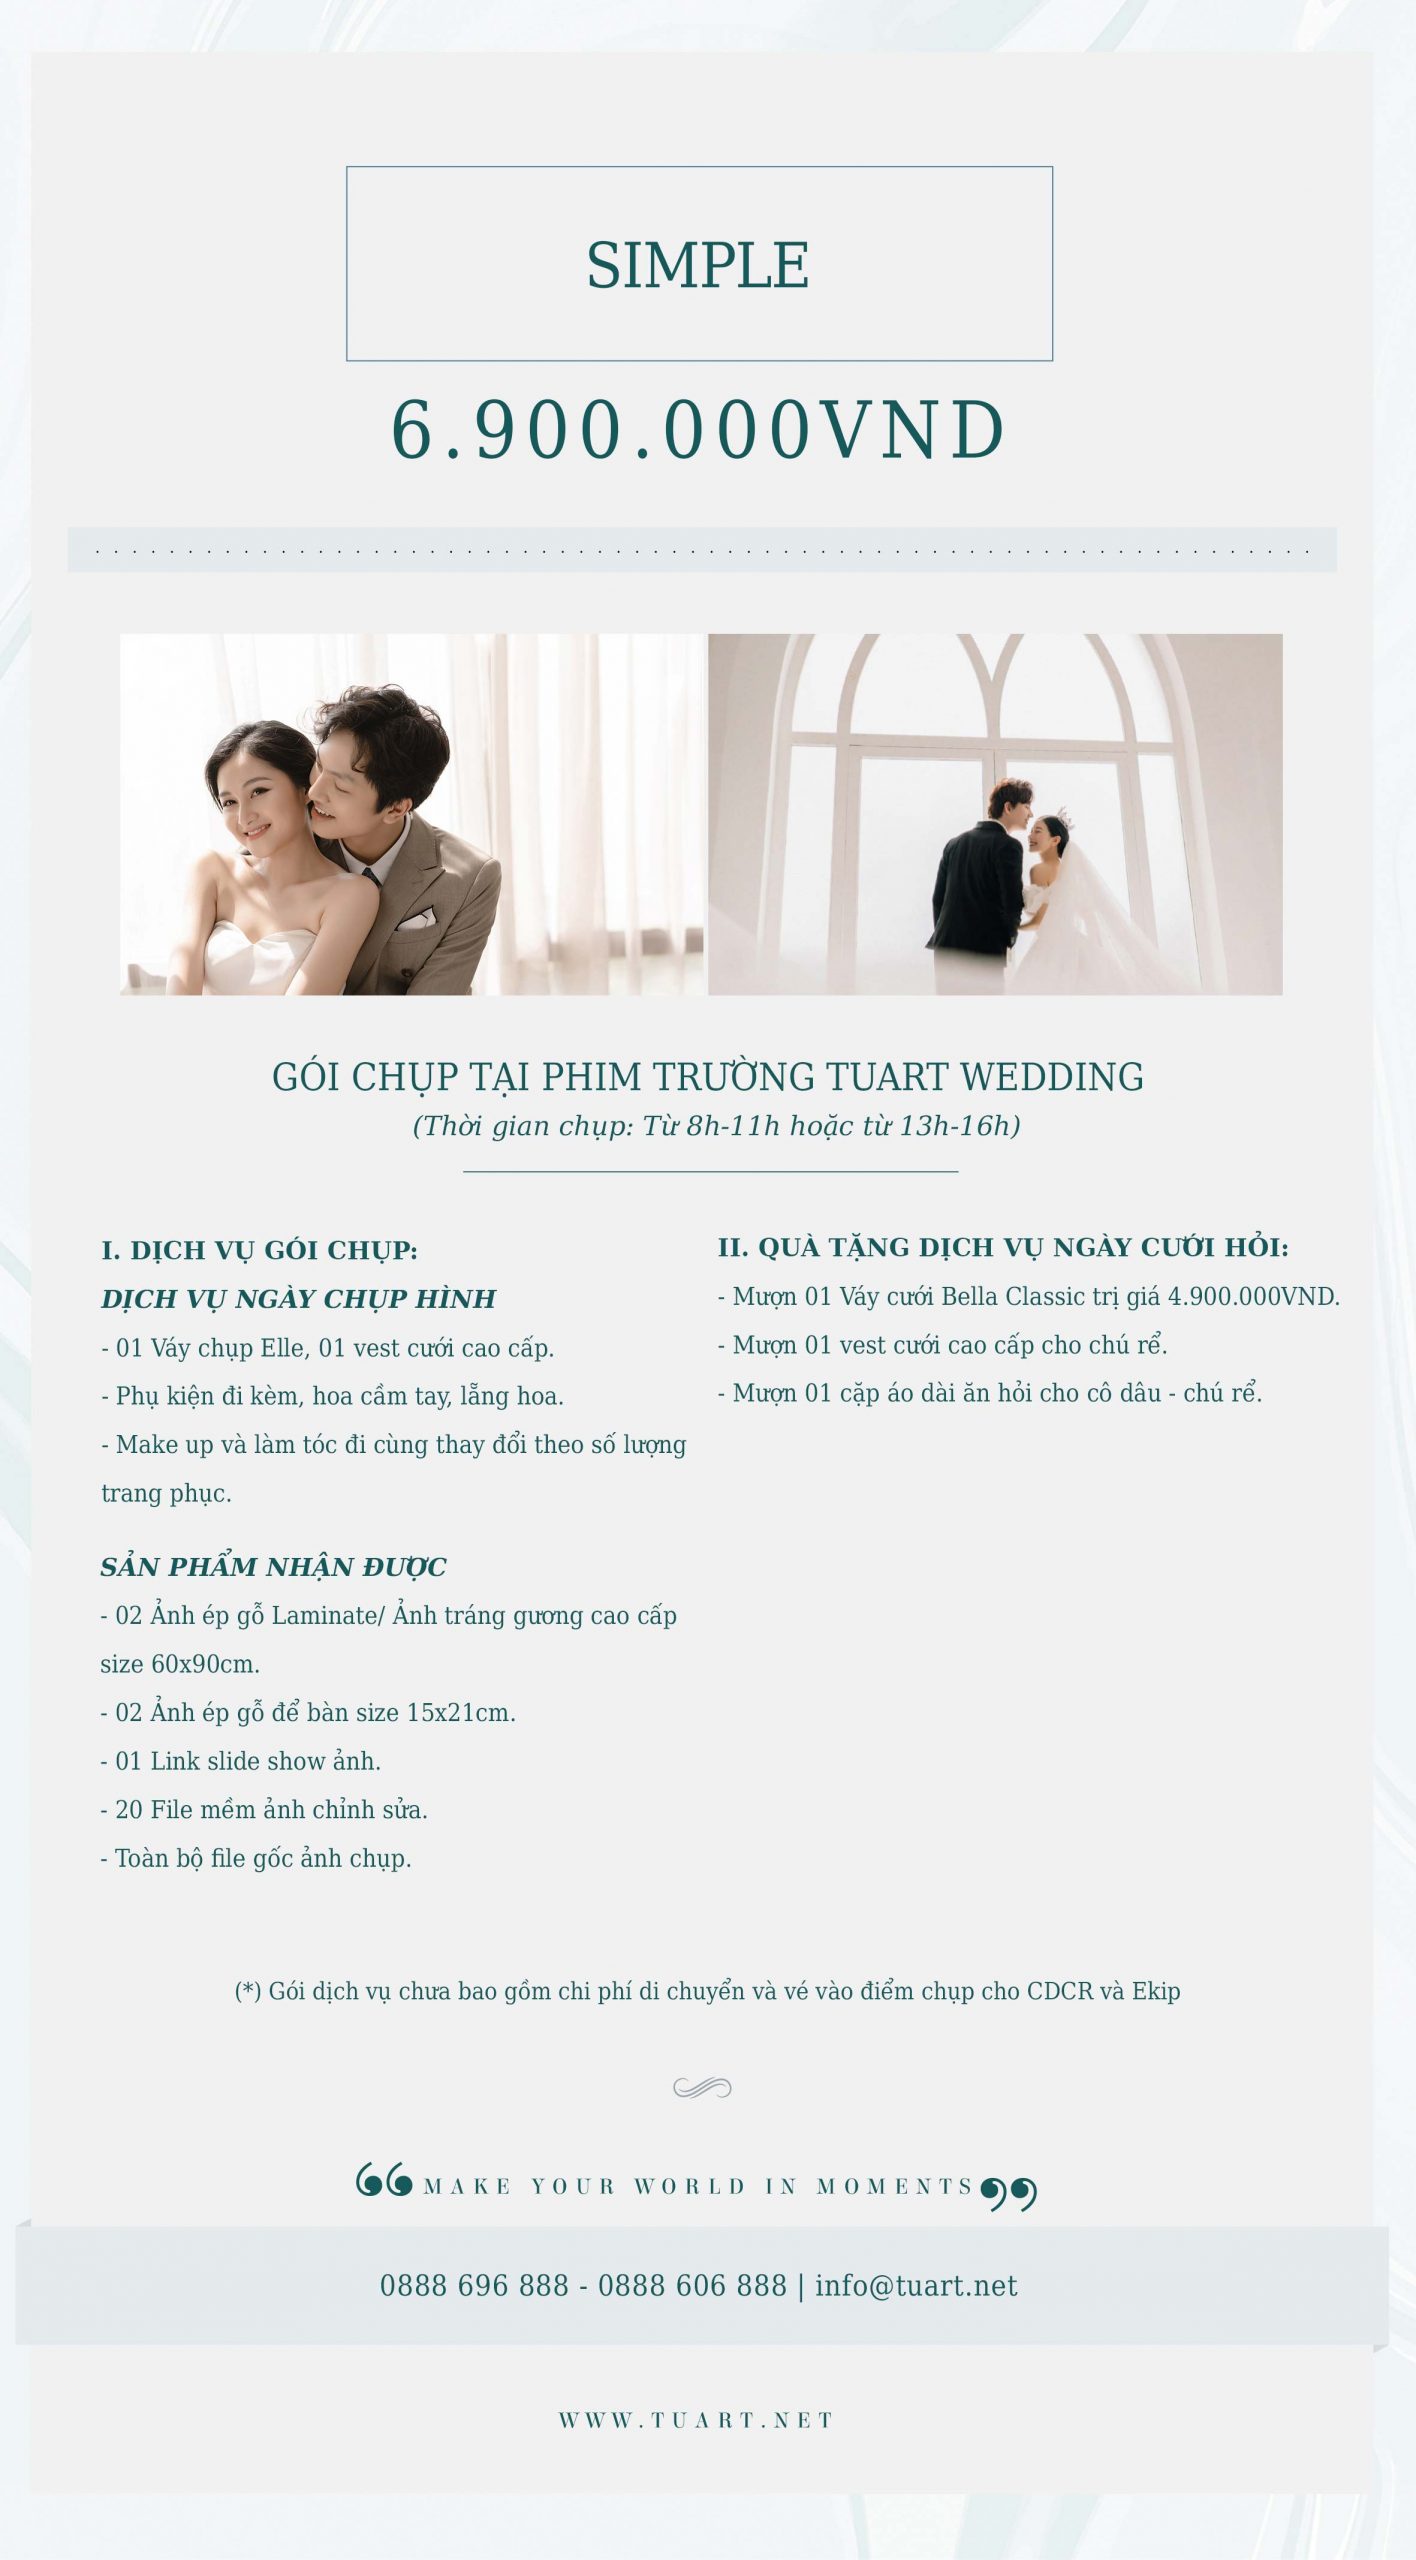 SIMPLE
6.900.000VND
GÓI CHỤP TẠI PHIM TRƯỜNG TUART WEDDING
(Thời gian chụp: Từ 8h-11h hoặc từ 13h-16h)
I. DỊCH VỤ GÓI CHỤP:
DỊCH VỤ NGÀY CHỤP HÌNH
- 01 Váy chụp Elle, 01 vest cưới cao cấp.
- Phụ kiện đi kèm, hoa cầm tay, lẵng hoa.
- Make up và làm tóc đi cùng thay đổi theo số lượng
trang phục.
SẢN PHẨM NHẬN ĐƯỢC
- 02 Ảnh ép gỗ Laminate/ Ảnh tráng gương cao cấp
size 60x90cm.
- 02 Ảnh ép gỗ để bàn size 15x21cm.
- 01 Link slide show ảnh.
- 20 File mềm ảnh chỉnh sửa.
- Toàn bộ file gốc ảnh chụp.
II. QUÀ TẶNG DỊCH VỤ NGÀY CƯỚI HỎI:
- Mượn 01 Váy cưới Bella Classic trị giá 4.900.000VND.
- Mượn 01 vest cưới cao cấp cho chú rể.
- Mượn 01 cặp áo dài ăn hỏi cho cô dâu - chú rể.
(*) Gói dịch vụ chưa bao gồm chi phí di chuyển và vé vào điểm chụp cho CDCR và Ekip
❝MAKE YOUR WORLD IN MOMENTS❞
0888 696 888 - 0888 606 888 | info@tuart.net
WWW.TUART.NET